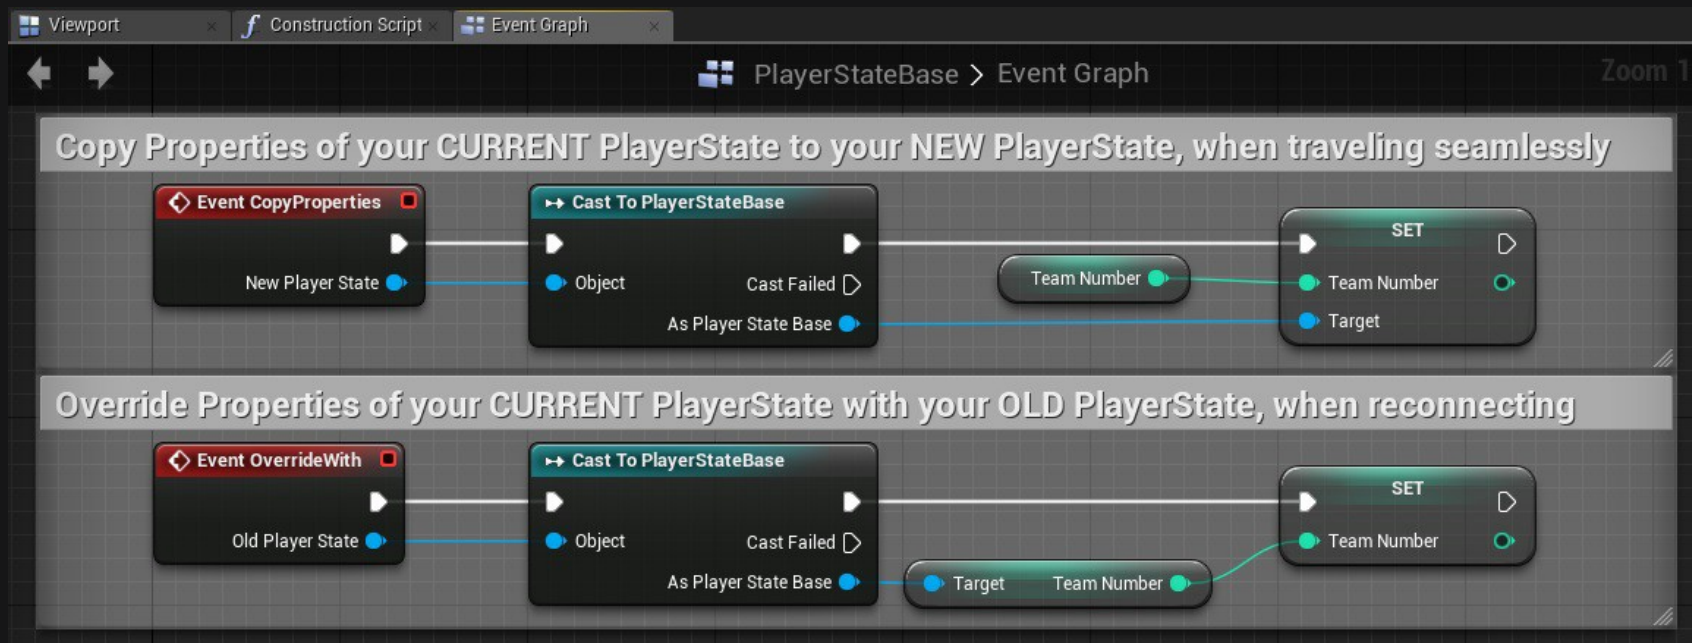 Viewport
Construction Script
Event Graph
PlayerStateBase > Event Graph
Zoom 1
Copy Properties of your CURRENT PlayerState to your NEW PlayerState, when traveling seamlessly
Event CopyProperties
New Player State
Cast To PlayerStateBase
Object
Cast Failed
As Player State Base
Team Number
SET
Team Number
Target
Override Properties of your CURRENT PlayerState with your OLD PlayerState, when reconnecting
Event OverrideWith
Old Player State
Cast To PlayerStateBase
Object
Cast Failed
As Player State Base
Target Team Number
SET
Team Number